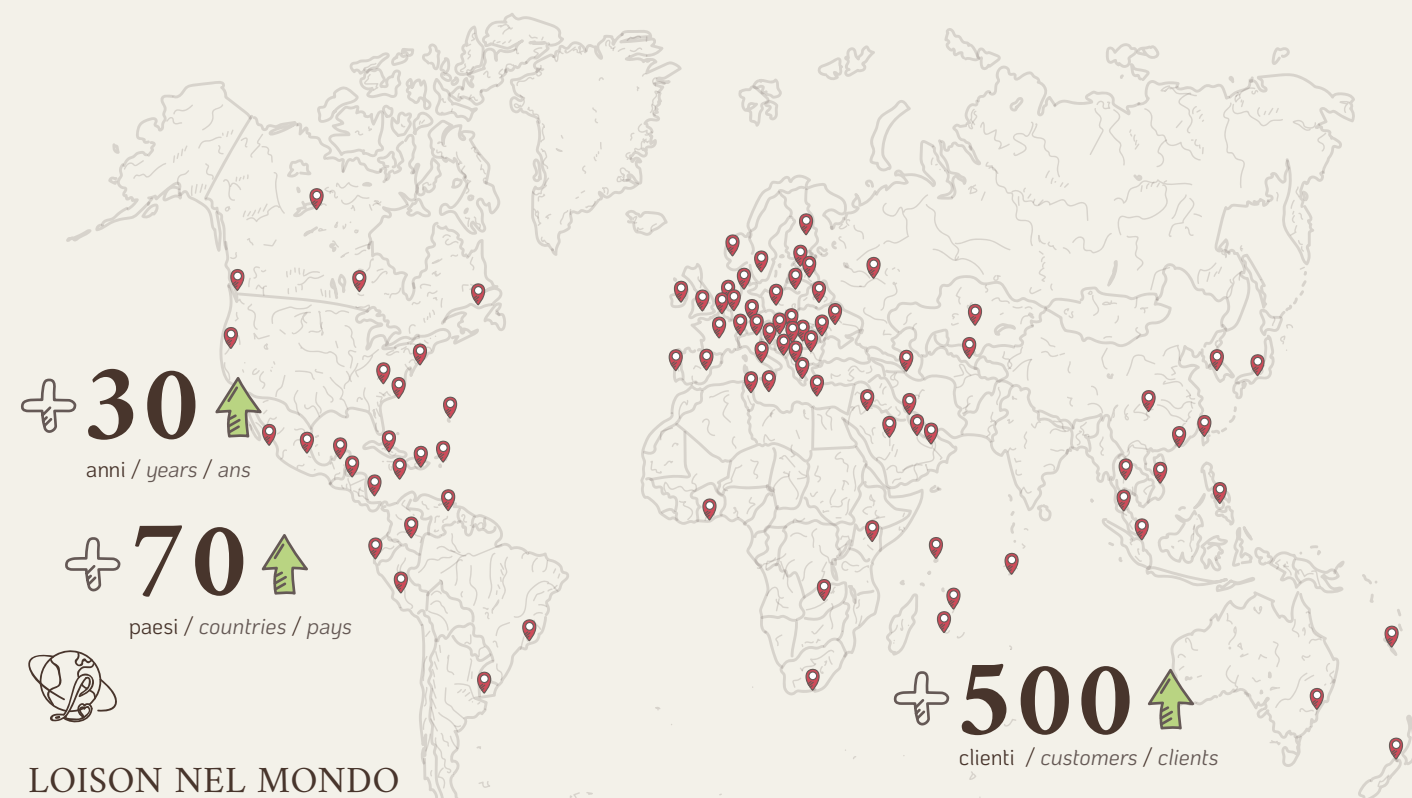 30
anni / years / ans
70
paesi / countries / pays
500
clienti / customers / clients
LOISON NEL MONDO